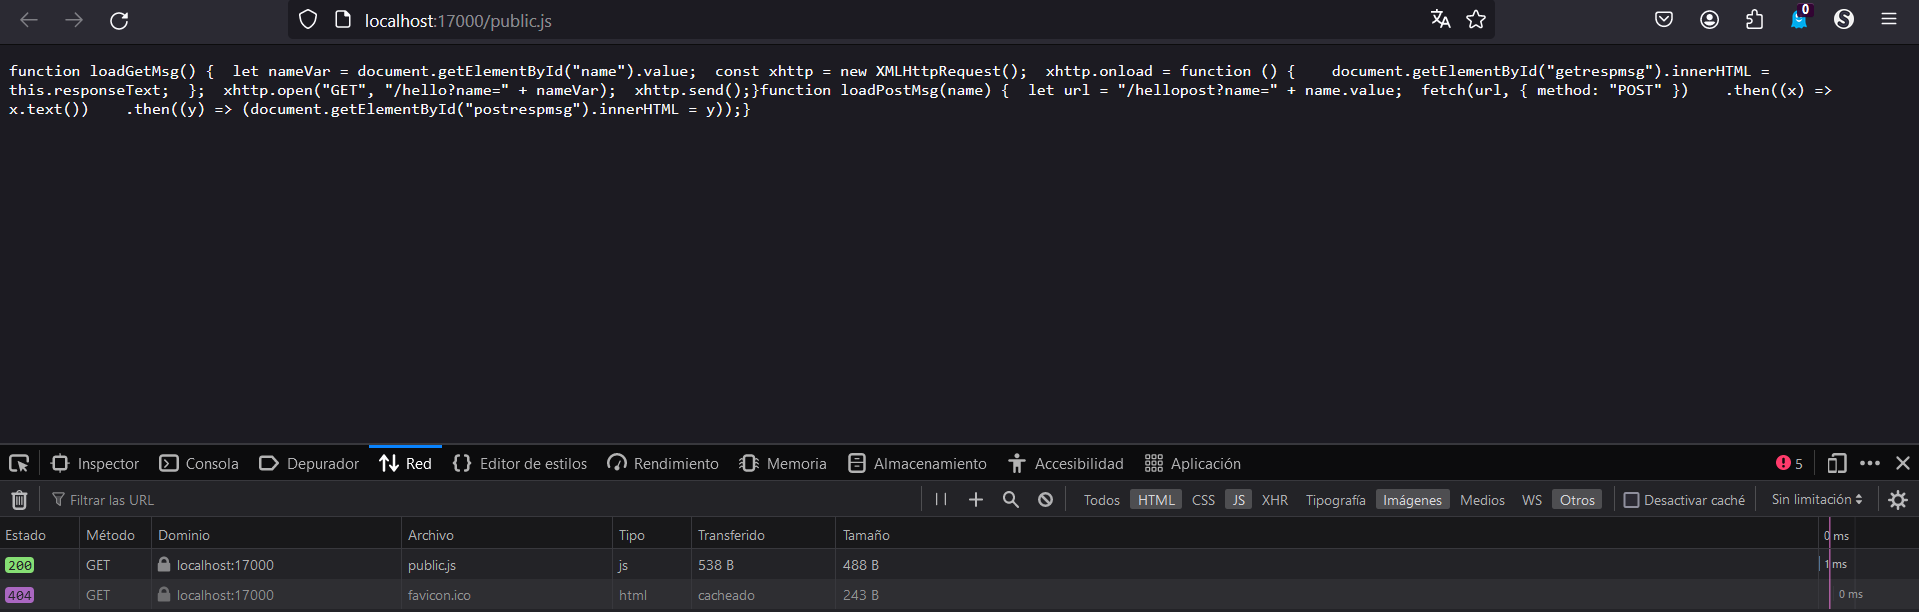 localhost:17000/public.js
0
function loadGetMsg() {  let nameVar = document.getElementById("name").value;  const xhttp = new XMLHttpRequest();  xhttp.onload = function () {    document.getElementById("getrespmsg").innerHTML =
this.responseText;  };  xhttp.open("GET", "/hello?name=" + nameVar);  xhttp.send();}function loadPostMsg(name) {  let url = "/hellopost?name=" + name.value;  fetch(url, { method: "POST" })    .then((x) =>
x.text())    .then((y) => (document.getElementById("postrespmsg").innerHTML = y));}
Inspector Consola Depurador Red Editor de estilos Rendimiento Memoria Almacenamiento Accesibilidad Aplicación 5
Filtrar las URL Todos HTML CSS JS XHR Tipografía Imágenes Medios WS Otros Desactivar caché Sin limitación
Estado Método Dominio Archivo Tipo Transferido Tamaño 0 ms
200 GET localhost:17000 public.js js 538 B 488 B 1 ms
404 GET localhost:17000 favicon.ico html cacheado 243 B 0 ms